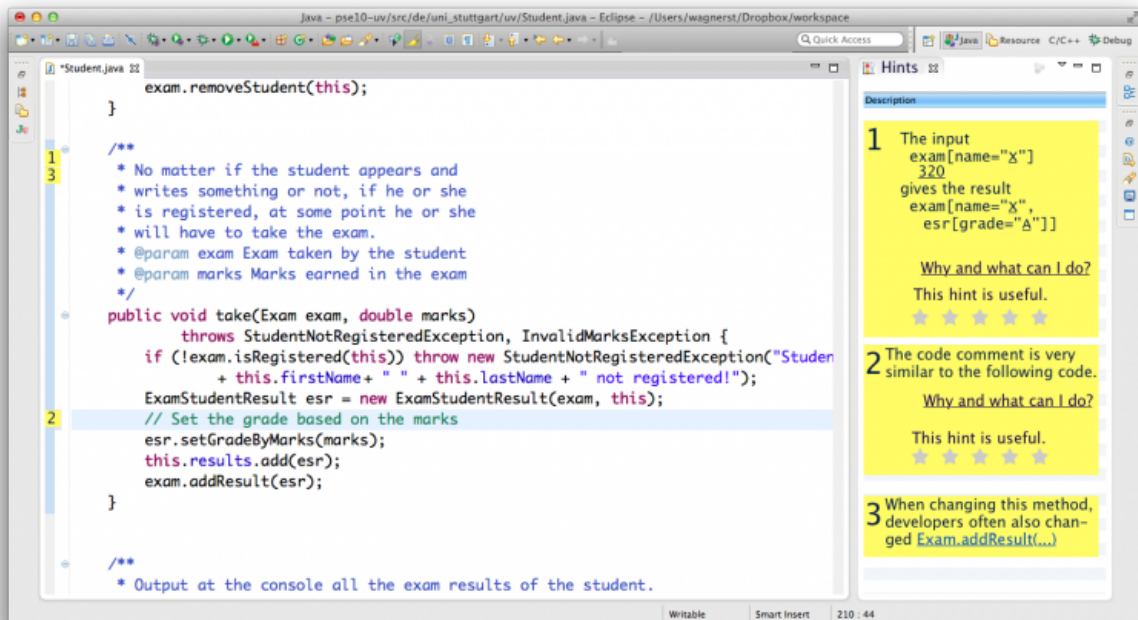 Java - pse10-uv/src/de/uni_stuttgart/uv/Student.java - Eclipse - /Users/wagnerst/Dropbox/workspace
Quick Access
Java
Resource
C/C++
Debug
*Student.java
exam.removeStudent(this);
}
/**
* No matter if the student appears and
* writes something or not, if he or she
* is registered, at some point he or she
* will have to take the exam.
* @param exam Exam taken by the student
* @param marks Marks earned in the exam
*/
public void take(Exam exam, double marks)
throws StudentNotRegisteredException, InvalidMarksException {
if (!exam.isRegistered(this)) throw new StudentNotRegisteredException("Studen
+ this.firstName+ " " + this.lastName + " not registered!");
ExamStudentResult esr = new ExamStudentResult(exam, this);
// Set the grade based on the marks
esr.setGradeByMarks(marks);
this.results.add(esr);
exam.addResult(esr);
}
/**
* Output at the console all the exam results of the student.
1
3
2
Hints
Description
1
The input
exam[name="X"]
320
gives the result
exam[name="X",
esr[grade="A"]]
Why and what can I do?
This hint is useful.
2
The code comment is very
similar to the following code.
Why and what can I do?
This hint is useful.
3
When changing this method,
developers often also chan-
ged Exam.addResult(...)
Writable
Smart Insert
210 : 44